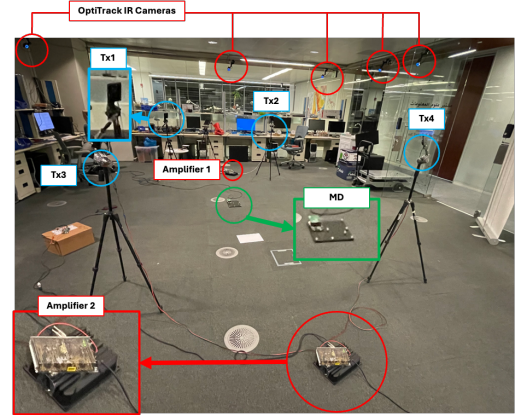 OptiTrack IR Cameras
Tx1
Tx2
Tx4
Tx3
Amplifier 1
MD
Amplifier 2